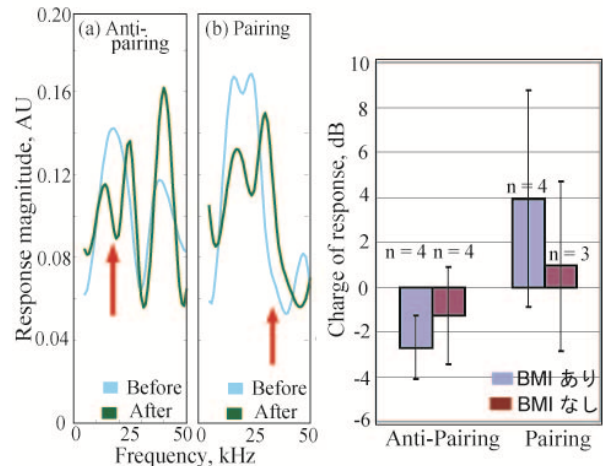 (a) Anti-
pairing
(b) Pairing
Response magnitude, AU
0.20
0.16
0.12
0.08
0.04
0
Before
After
Before
After
0 25 50
0 25 50
Frequency, kHz
Charge of response, dB
10
8
6
4
2
0
-2
-4
-6
n = 4
n = 4
n = 4
n = 3
BMI あり
BMI なし
Anti-Pairing
Pairing